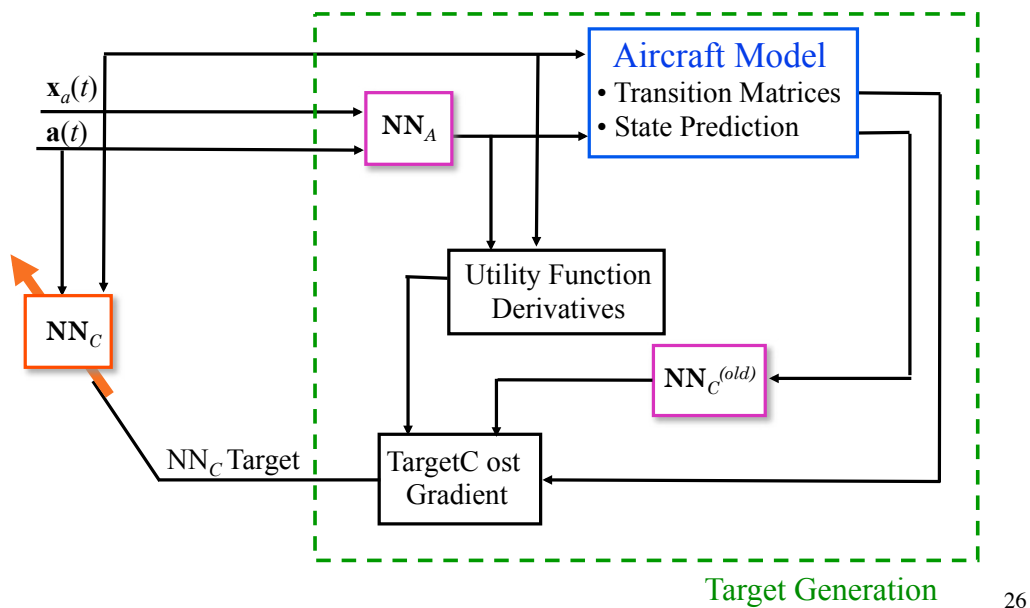 Aircraft Model
• Transition Matrices
• State Prediction
x_a(t)
a(t)
NN_A
Utility Function
Derivatives
NN_C
NN_C^(old)
NN_C Target
TargetC ost
Gradient
Target Generation
26